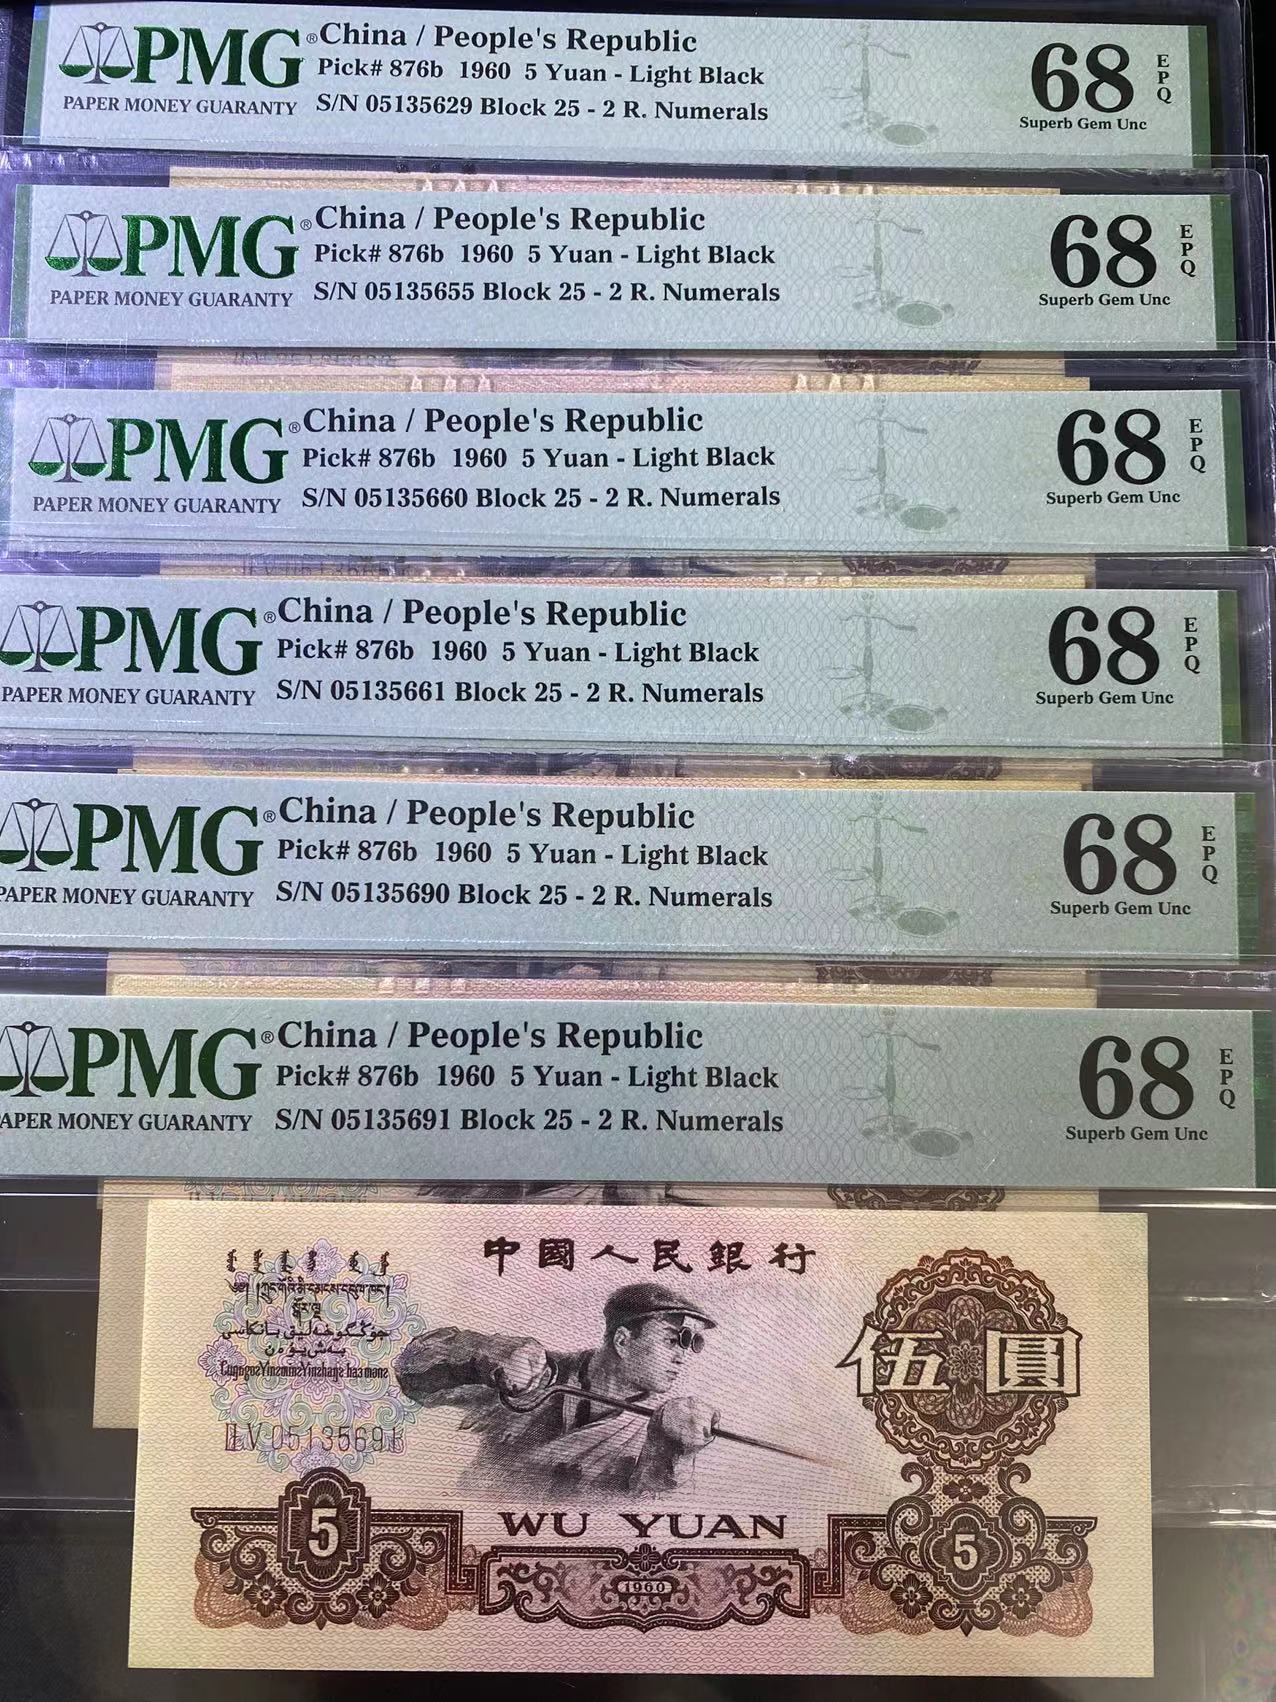 PMG® China / People's Republic
Pick# 876b 1960 5 Yuan - Light Black
PAPER MONEY GUARANTY S/N 05135629 Block 25 - 2 R. Numerals
68 EPQ
Superb Gem Unc
PMG® China / People's Republic
Pick# 876b 1960 5 Yuan - Light Black
PAPER MONEY GUARANTY S/N 05135655 Block 25 - 2 R. Numerals
68 EPQ
Superb Gem Unc
PMG® China / People's Republic
Pick# 876b 1960 5 Yuan - Light Black
PAPER MONEY GUARANTY S/N 05135660 Block 25 - 2 R. Numerals
68 EPQ
Superb Gem Unc
PMG® China / People's Republic
Pick# 876b 1960 5 Yuan - Light Black
PAPER MONEY GUARANTY S/N 05135661 Block 25 - 2 R. Numerals
68 EPQ
Superb Gem Unc
PMG® China / People's Republic
Pick# 876b 1960 5 Yuan - Light Black
PAPER MONEY GUARANTY S/N 05135690 Block 25 - 2 R. Numerals
68 EPQ
Superb Gem Unc
PMG® China / People's Republic
Pick# 876b 1960 5 Yuan - Light Black
APER MONEY GUARANTY S/N 05135691 Block 25 - 2 R. Numerals
68 EPQ
Superb Gem Unc
中國人民銀行
伍圓
II V 05135691
5 WU YUAN 5
1960